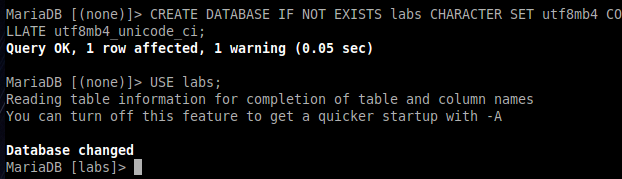 MariaDB [(none)]> CREATE DATABASE IF NOT EXISTS labs CHARACTER SET utf8mb4 CO
LLATE utf8mb4_unicode_ci;
Query OK, 1 row affected, 1 warning (0.05 sec)
MariaDB [(none)]> USE labs;
Reading table information for completion of table and column names
You can turn off this feature to get a quicker startup with -A
Database changed
MariaDB [labs]>